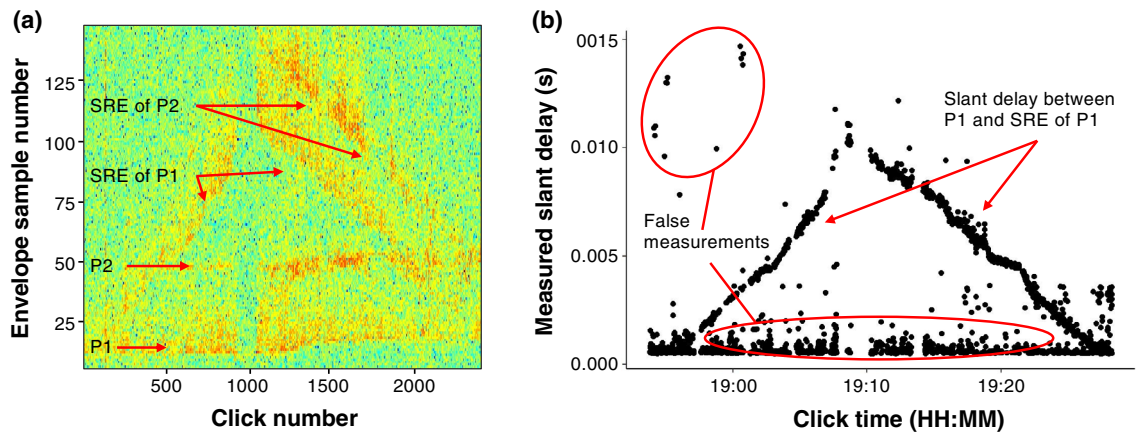 (a)
Envelope sample number
125
100
75
50
25
SRE of P2
SRE of P1
P2
P1
500
1000
1500
2000
Click number
(b)
Measured slant delay (s)
0015
0.010
0.005
0.000
Slant delay between
P1 and SRE of P1
False
measurements
19:00
19:10
19:20
Click time (HH:MM)